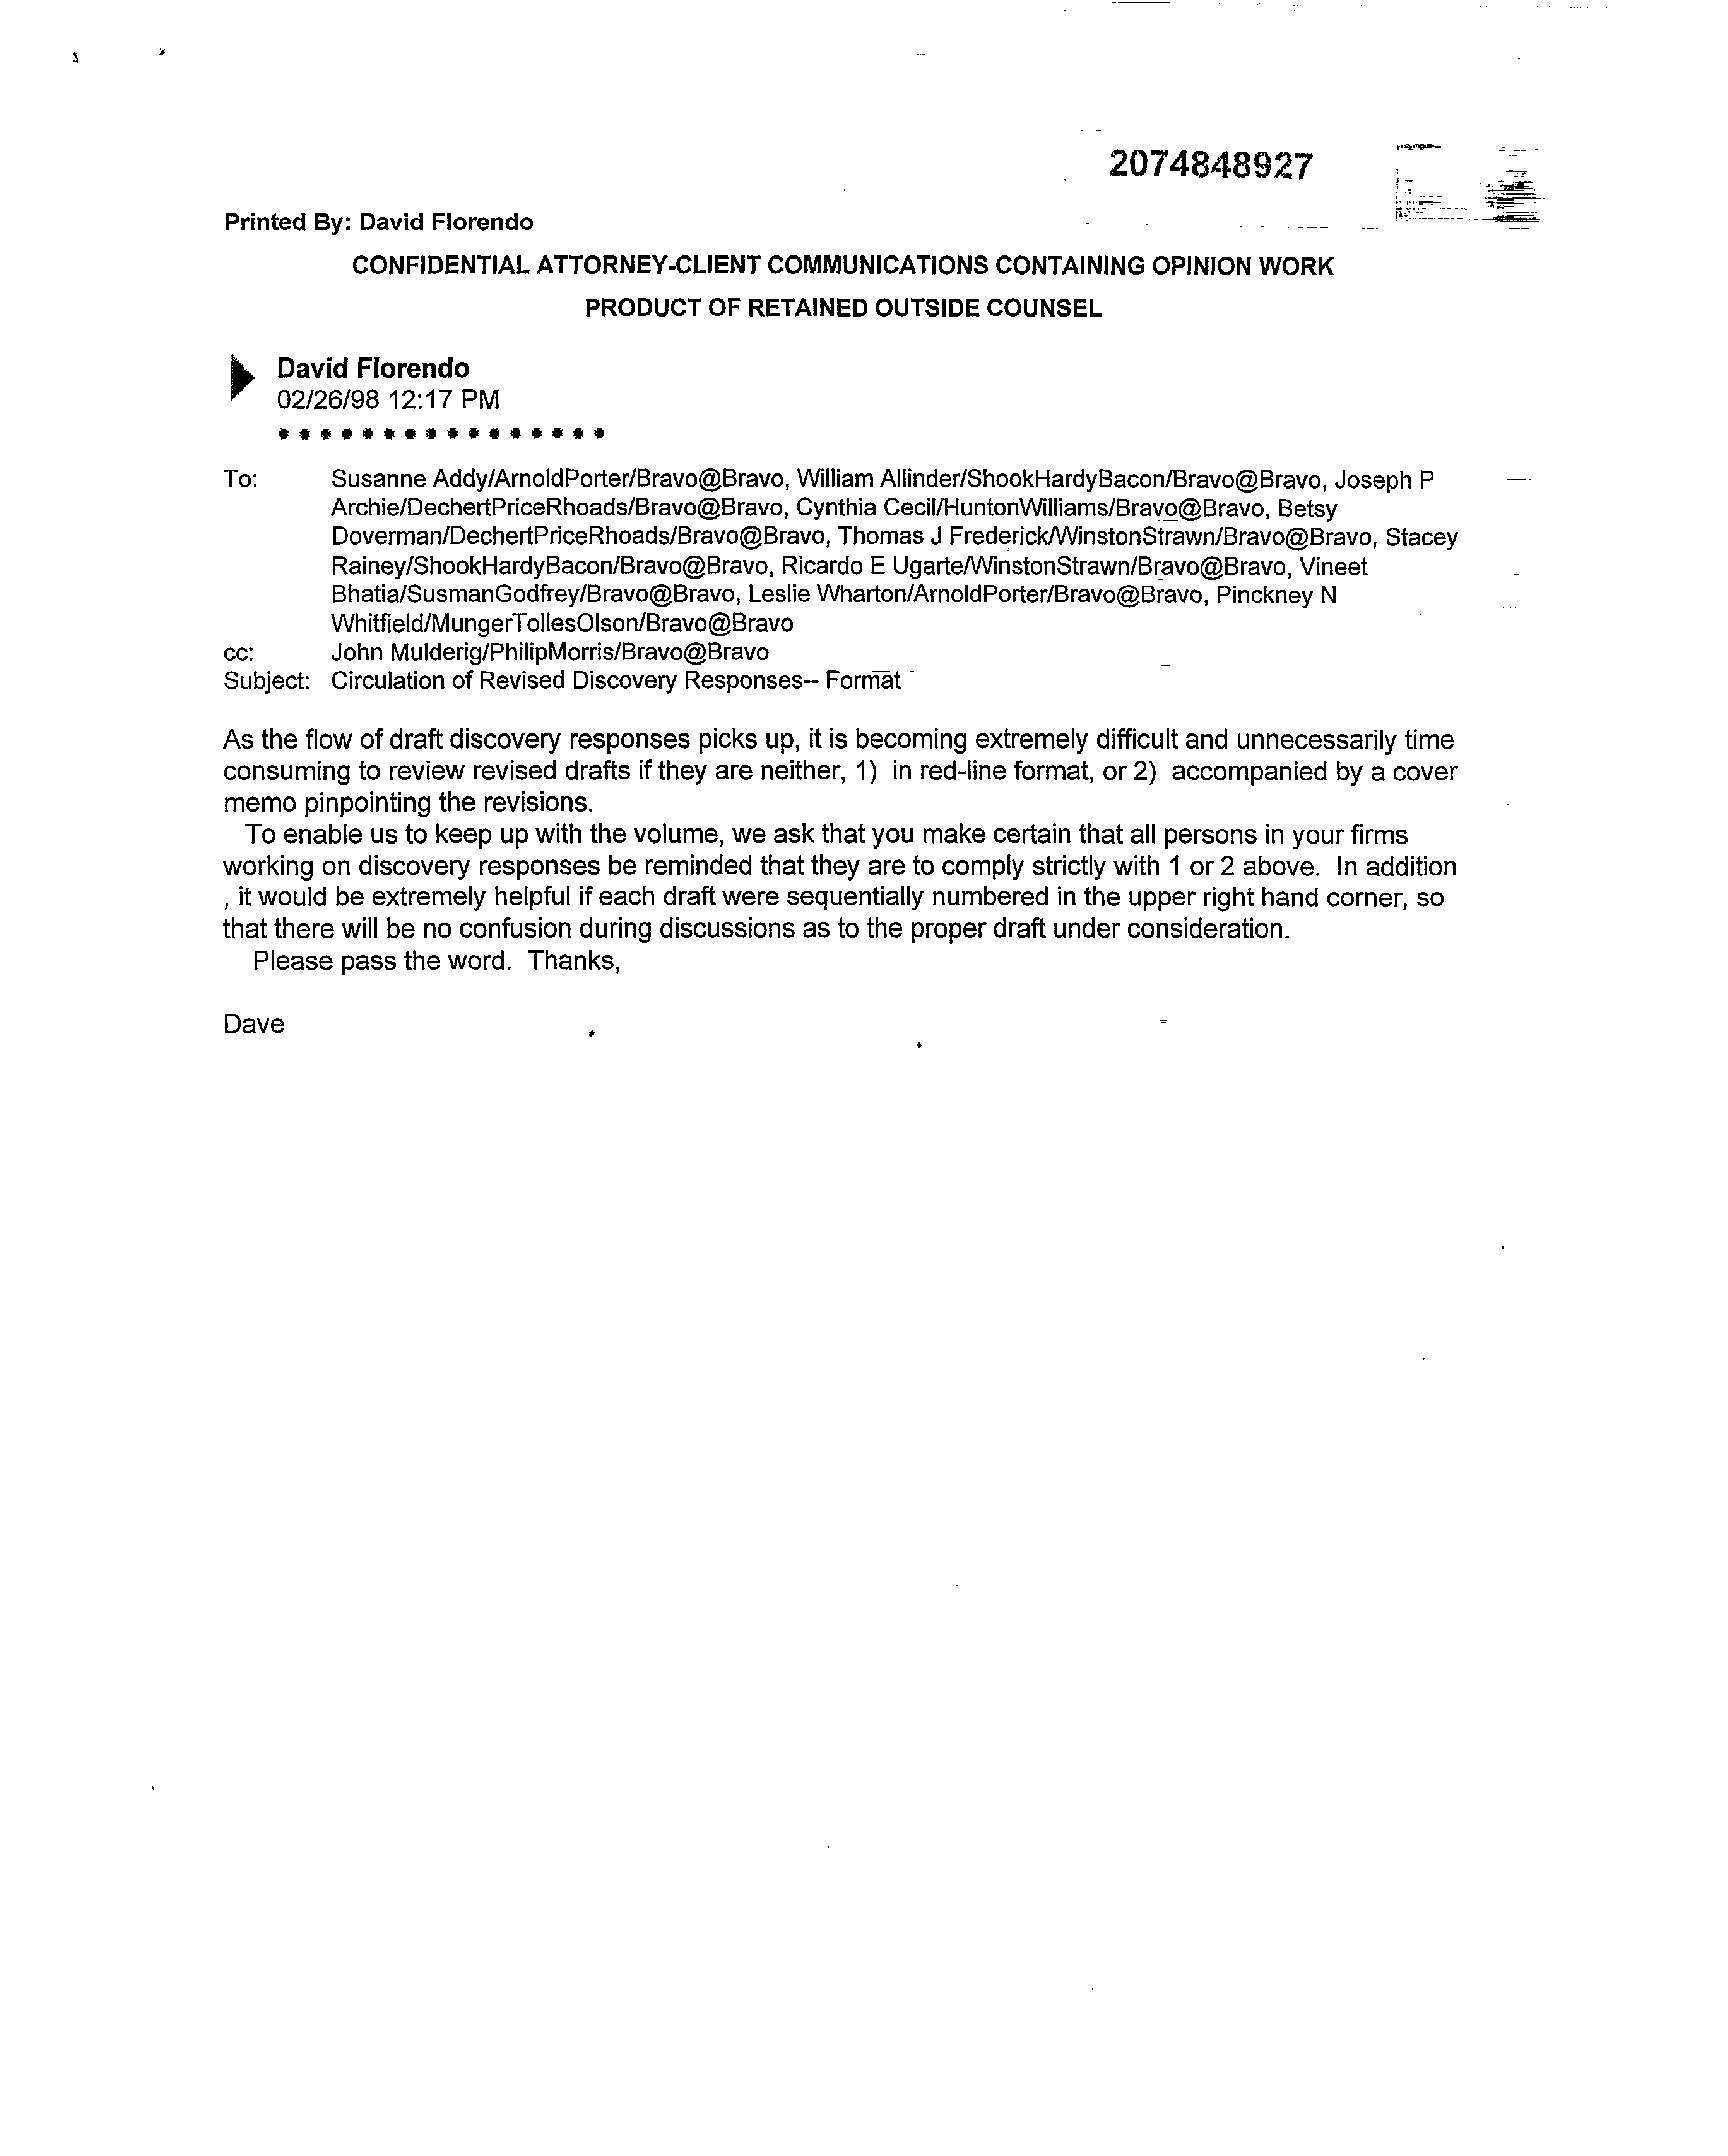 2074848927
Printed By: David Florendo
CONFIDENTIAL ATTORNEY-CLIENT COMMUNICATIONS CONTAINING OPINION WORK
PRODUCT OF RETAINED OUTSIDE COUNSEL
David Florendo
02/26/98 12:17 PM
To: Susanne Addy/ArnoldPorter/Bravo@Bravo, William Allinder/ShookHardyBacon/Bravo@Bravo, Joseph P
Archie/DechertPriceRhoads/Bravo@Bravo, Cynthia Cecil/HuntonWilliams/Bravo@Bravo, Betsy
Doverman/DechertPriceRhoads/Bravo@Bravo, Thomas J Frederick/WinstonStrawn/Bravo@Bravo, Stacey
Rainey/ShookHardyBacon/Bravo@Bravo, Ricardo E Ugarte/WinstonStrawn/Bravo@Bravo, Vineet
Bhatia/SusmanGodfrey/Bravo@Bravo, Leslie Wharton/ArnoldPorter/Bravo@Bravo, Pinckney N
Whitfield/MungerTollesOlson/Bravo@Bravo
cc: John Mulderig/PhilipMorris/Bravo@Bravo
Subject: Circulation of Revised Discovery Responses-- Format
As the flow of draft discovery responses picks up, it is becoming extremely difficult and unnecessarily time
consuming to review revised drafts if they are neither, 1) in red-line format, or 2) accompanied by a cover
memo pinpointing the revisions.
To enable us to keep up with the volume, we ask that you make certain that all persons in your firms
working on discovery responses be reminded that they are to comply strictly with 1 or 2 above. In addition
, it would be extremely helpful if each draft were sequentially numbered in the upper right hand corner, so
that there will be no confusion during discussions as to the proper draft under consideration.
Please pass the word. Thanks,
Dave